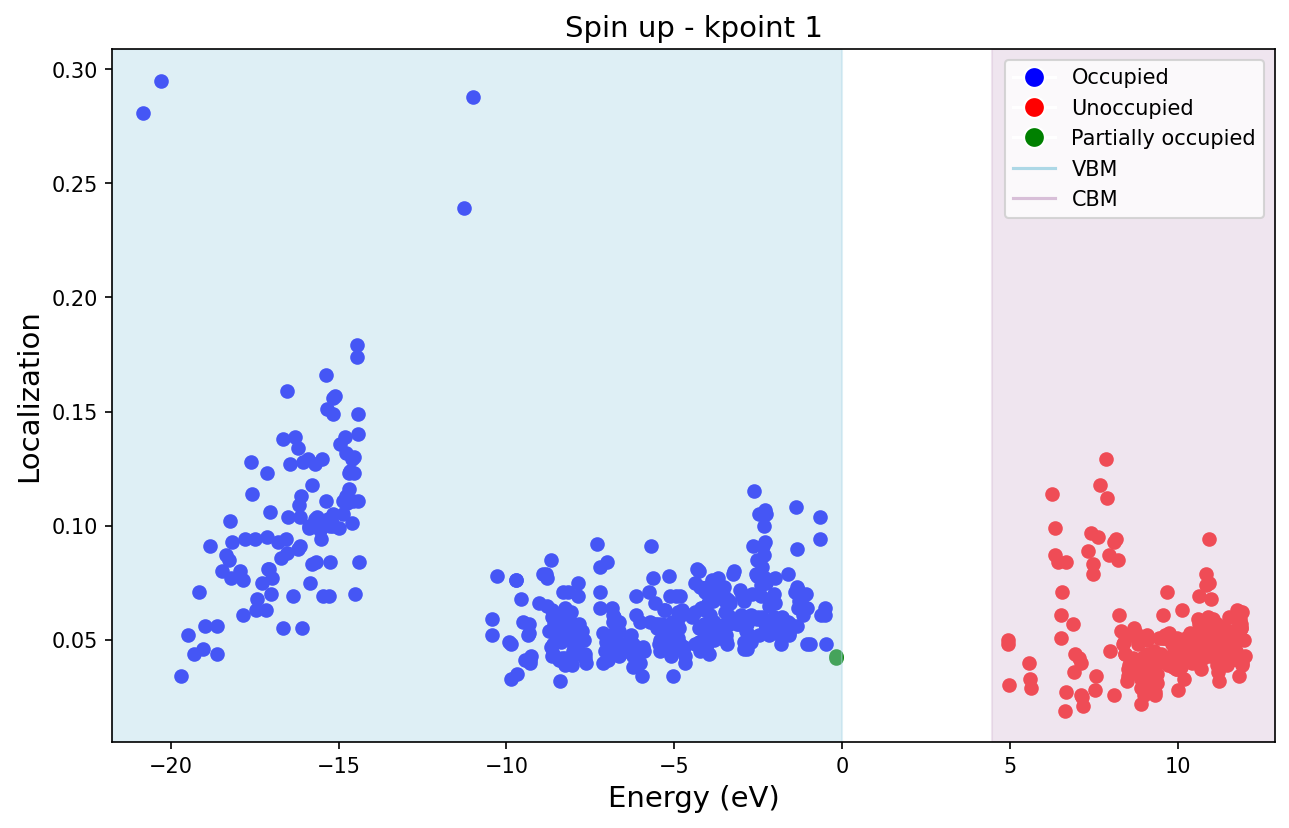 Spin up - kpoint 1
Localization
0.30
0.25
0.20
0.15
0.10
0.05
Occupied
Unoccupied
Partially occupied
VBM
CBM
−20
−15
−10
−5
0
5
10
Energy (eV)